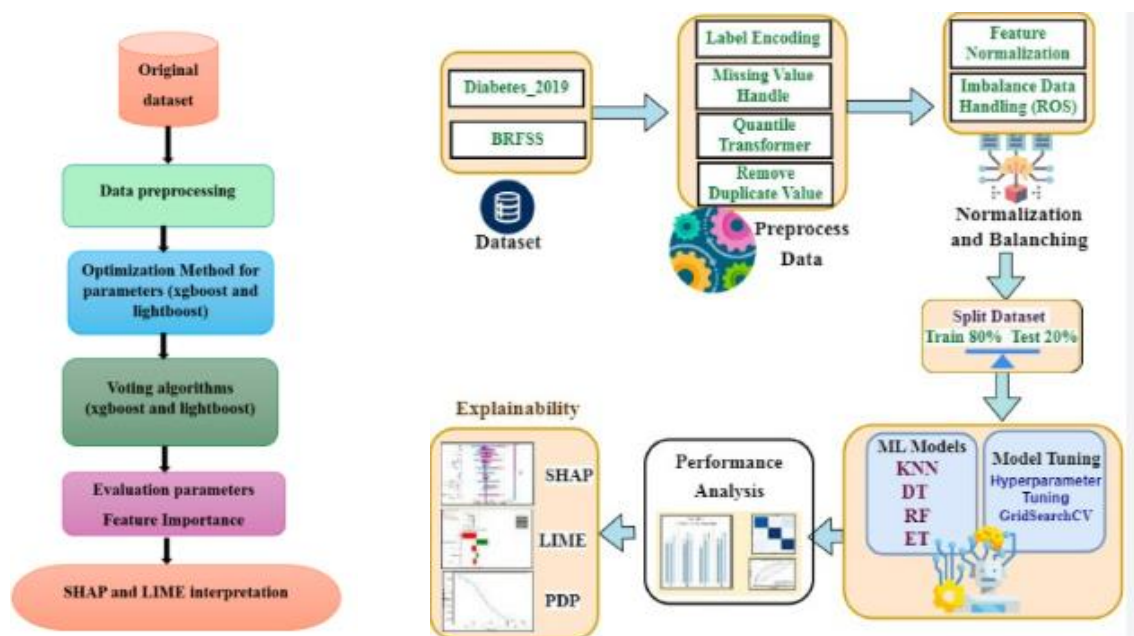 Original
dataset
Data preprocessing
Optimization Method for
parameters (xgboost and
lightboost)
Voting algorithms
(xgboost and lightboost)
Evaluation parameters
Feature Importance
SHAP and LIME interpretation
Diabetes_2019
BRFSS
Dataset
Label Encoding
Missing Value
Handle
Quantile
Transformer
Remove
Duplicate Value
Preprocess
Data
Feature
Normalization
Imbalance Data
Handling (ROS)
Normalization
and Balanching
Split Dataset
Train 80% Test 20%
ML Models
KNN
DT
RF
ET
Model Tuning
Hyperparameter
Tuning
GridSearchCV
Performance
Analysis
Explainability
SHAP
LIME
PDP